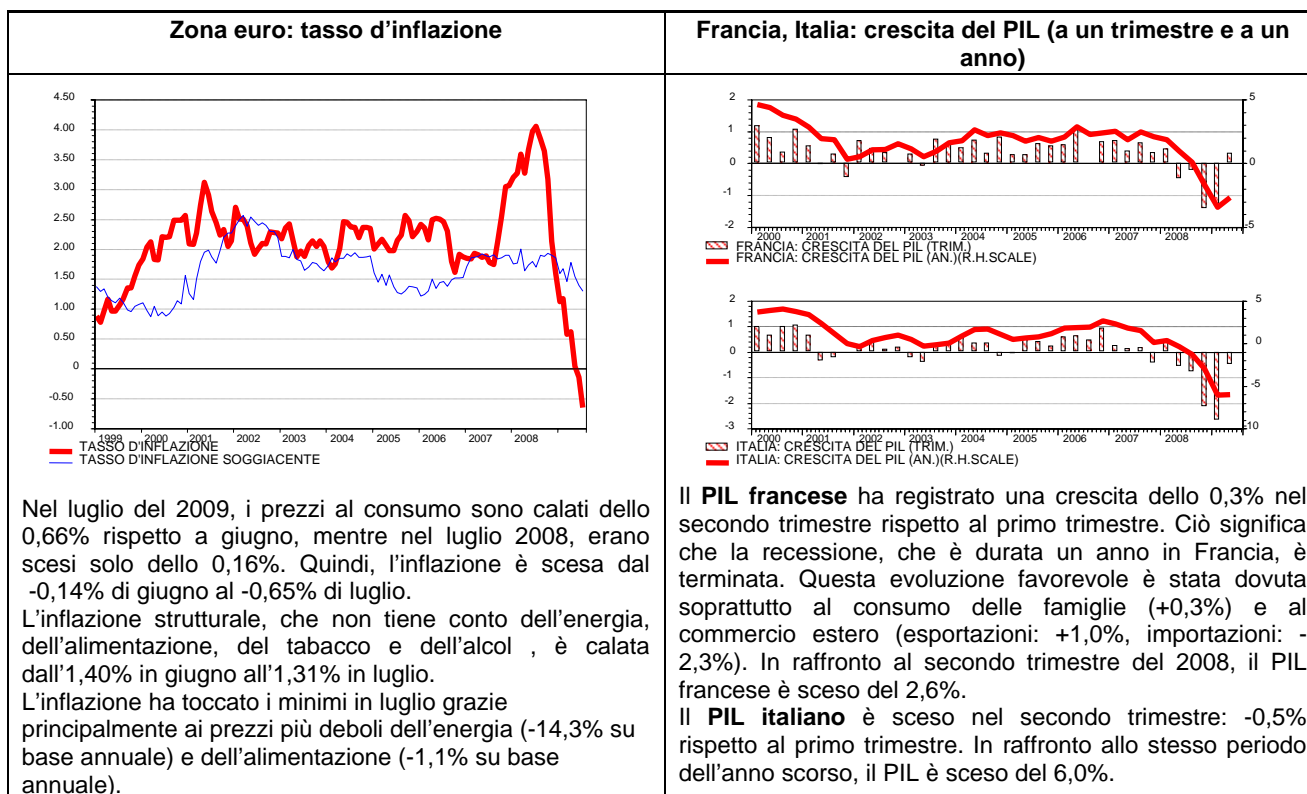 Zona euro: tasso d'inflazione
4.50
4.00
3.50
3.00
2.50
2.00
1.50
1.00
0.50
0
-0.50
-1.00
1999 2000 2001 2002 2003 2004 2005 2006 2007 2008
TASSO D'INFLAZIONE
TASSO D'INFLAZIONE SOGGIACENTE
Nel luglio del 2009, i prezzi al consumo sono calati dello
0,66% rispetto a giugno, mentre nel luglio 2008, erano
scesi solo dello 0,16%. Quindi, l'inflazione è scesa dal
-0,14% di giugno al -0,65% di luglio.
L'inflazione strutturale, che non tiene conto dell'energia,
dell'alimentazione, del tabacco e dell'alcol , è calata
dall'1,40% in giugno all'1,31% in luglio.
L'inflazione ha toccato i minimi in luglio grazie
principalmente ai prezzi più deboli dell'energia (-14,3% su
base annuale) e dell'alimentazione (-1,1% su base
annuale).
Francia, Italia: crescita del PIL (a un trimestre e a un
anno)
2
1
0
-1
-2
5
0
-5
2000 2001 2002 2003 2004 2005 2006 2007 2008
FRANCIA: CRESCITA DEL PIL (TRIM.)
FRANCIA: CRESCITA DEL PIL (AN.)(R.H.SCALE)
2
1
0
-1
-2
-3
5
0
-5
-10
2000 2001 2002 2003 2004 2005 2006 2007 2008
ITALIA: CRESCITA DEL PIL (TRIM.)
ITALIA: CRESCITA DEL PIL (AN.)(R.H.SCALE)
Il PIL francese ha registrato una crescita dello 0,3% nel
secondo trimestre rispetto al primo trimestre. Ciò significa
che la recessione, che è durata un anno in Francia, è
terminata. Questa evoluzione favorevole è stata dovuta
soprattutto al consumo delle famiglie (+0,3%) e al
commercio estero (esportazioni: +1,0%, importazioni: -
2,3%). In raffronto al secondo trimestre del 2008, il PIL
francese è sceso del 2,6%.
Il PIL italiano è sceso nel secondo trimestre: -0,5%
rispetto al primo trimestre. In raffronto allo stesso periodo
dell'anno scorso, il PIL è sceso del 6,0%.